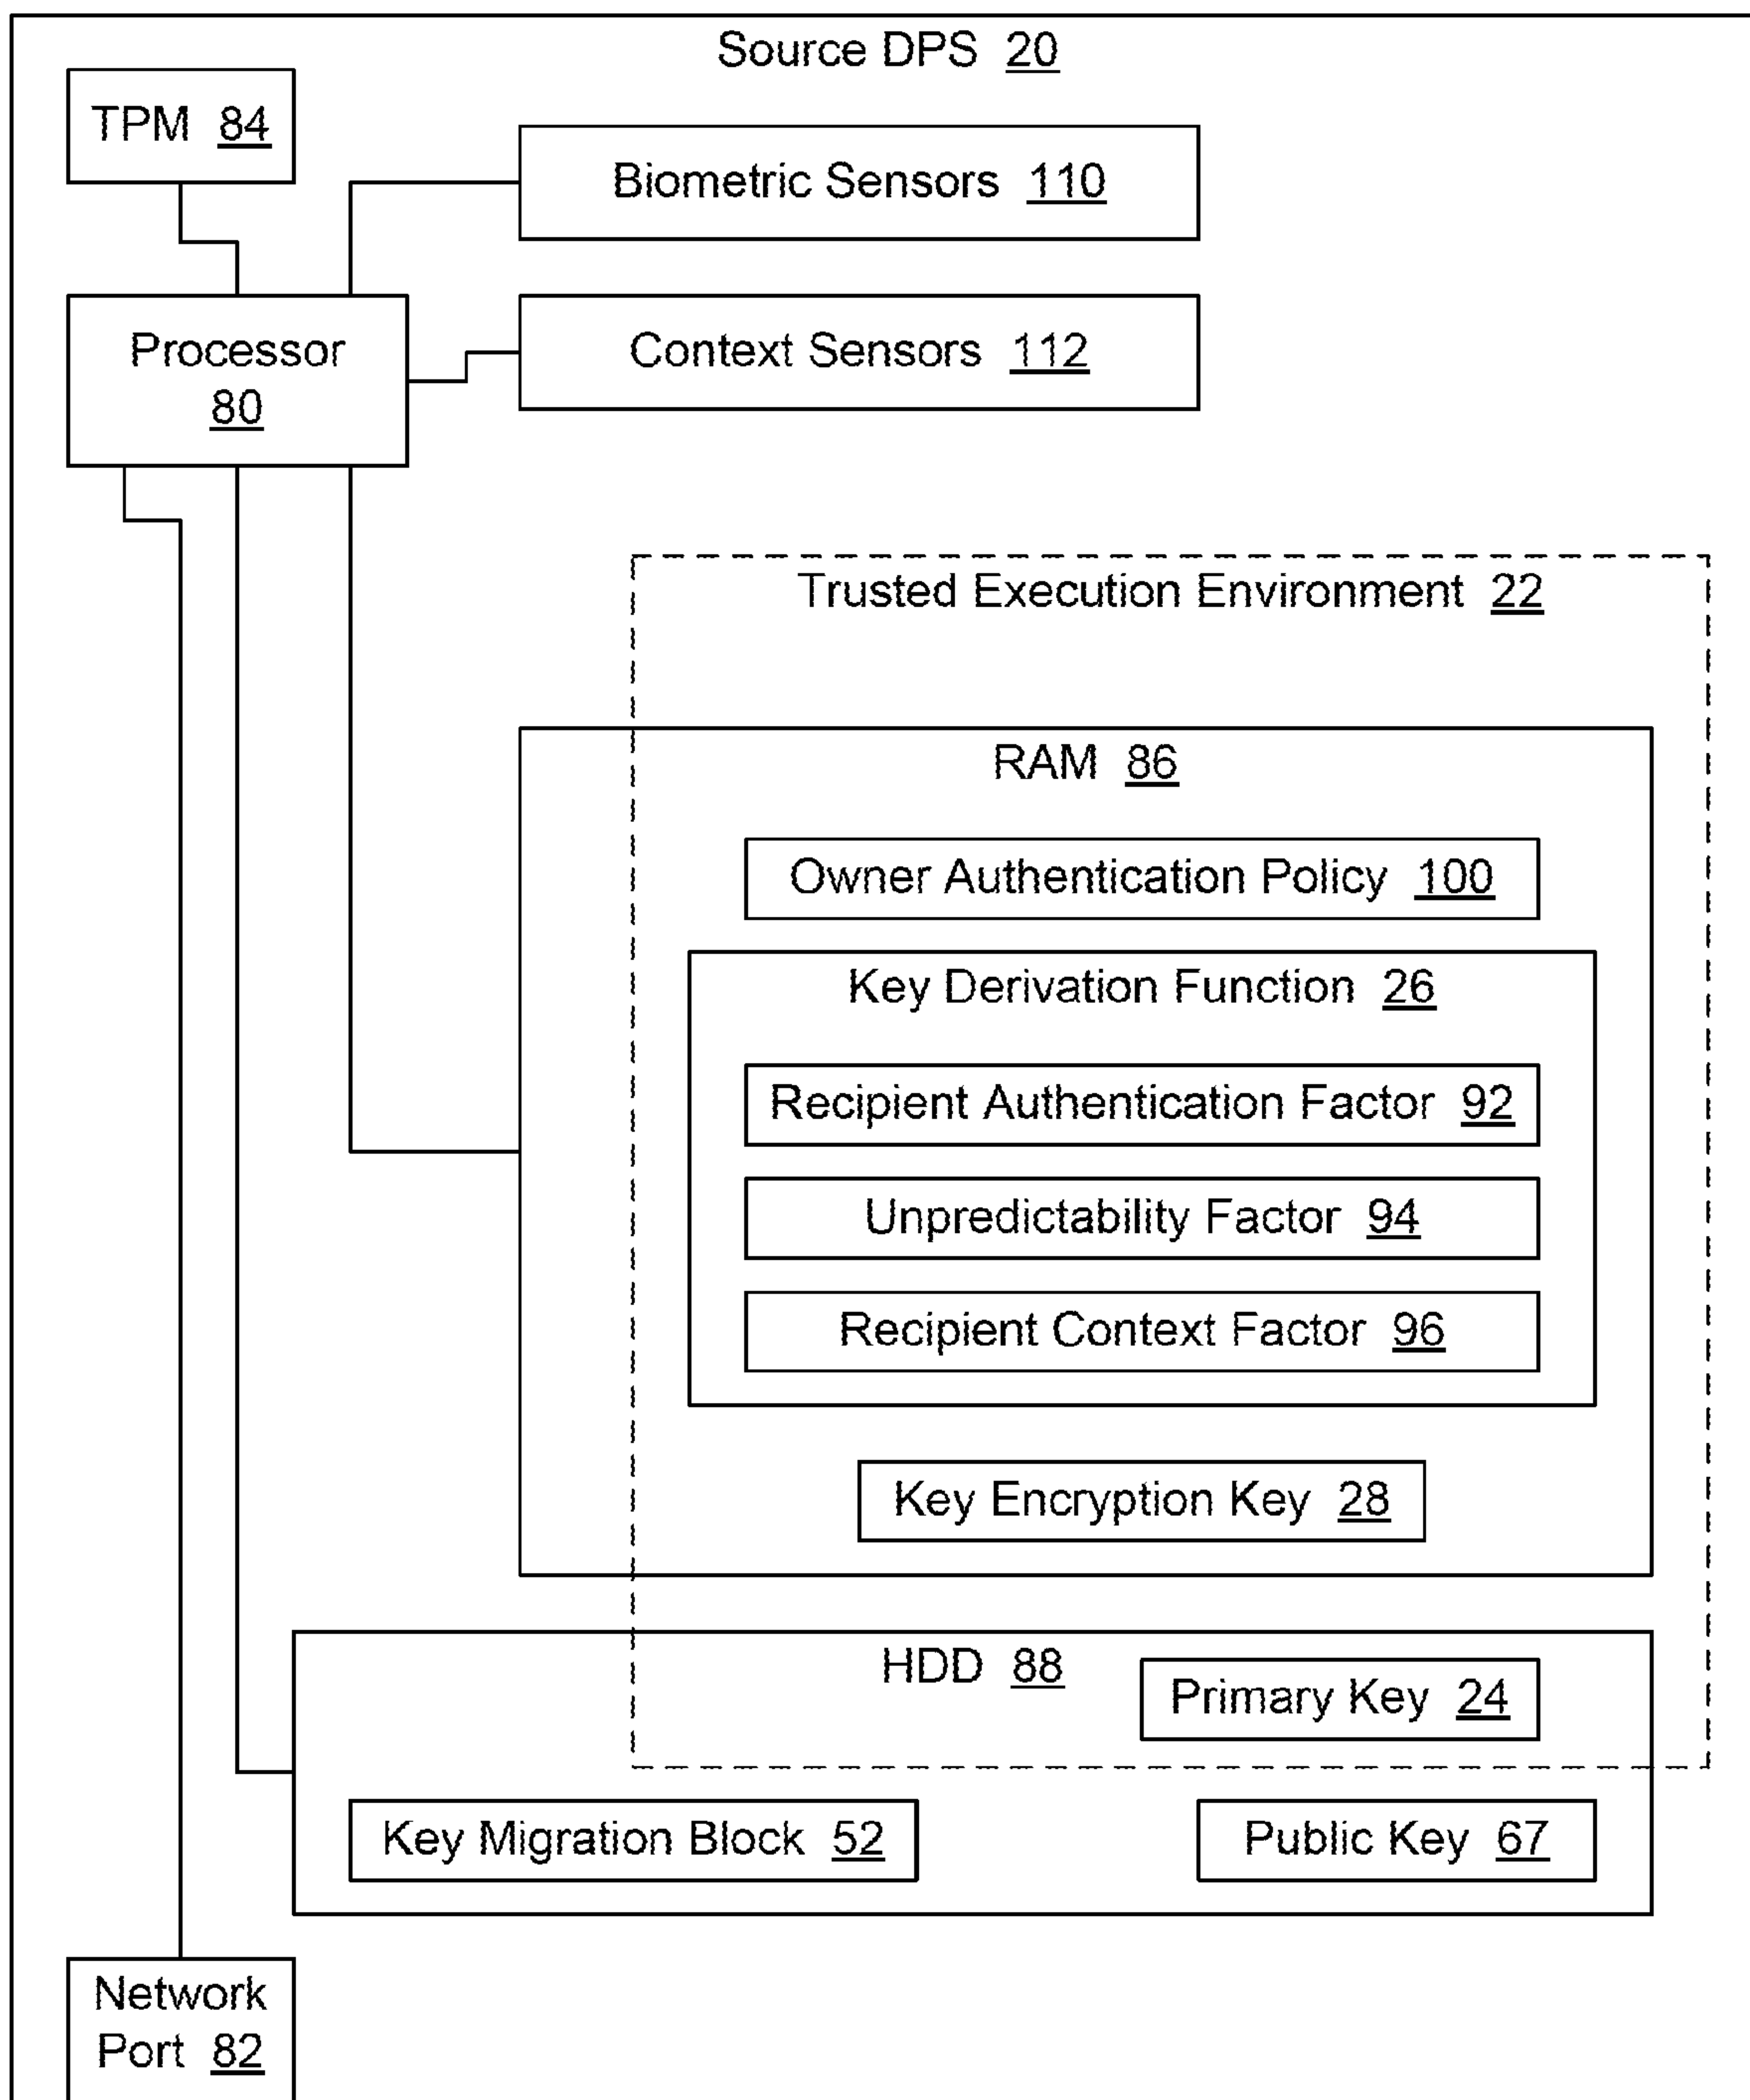 Source DPS 20
TPM 84
Biometric Sensors 110
Processor
80
Context Sensors 112
Trusted Execution Environment 22
RAM 86
Owner Authentication Policy 100
Key Derivation Function 26
Recipient Authentication Factor 92
Unpredictability Factor 94
Recipient Context Factor 96
Key Encryption Key 28
HDD 88
Primary Key 24
Key Migration Block 52
Public Key 67
Network
Port 82